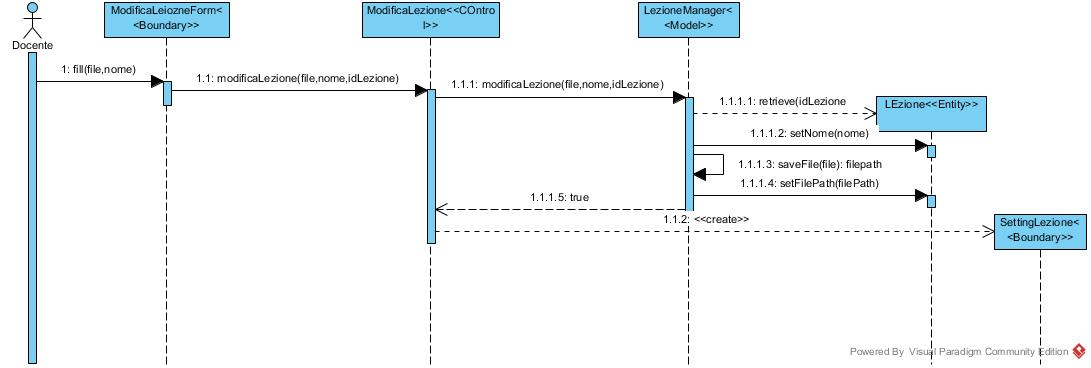 ModificaLeiozneForm<
<Boundary>>
ModificaLezione<<COntro
l>>
LezioneManager<
<Model>>
Docente
1: fill(file,nome)
1.1: modificaLezione(file,nome,idLezione)
1.1.1: modificaLezione(file,nome,idLezione)
1.1.1.1: retrieve(idLezione
LEzione<<Entity>>
1.1.1.2: setNome(nome)
1.1.1.3: saveFile(file): filepath
1.1.1.4: setFilePath(filePath)
1.1.1.5: true
1.1.2: <<create>>
SettingLezione<
<Boundary>>
Powered By Visual Paradigm Community Edition